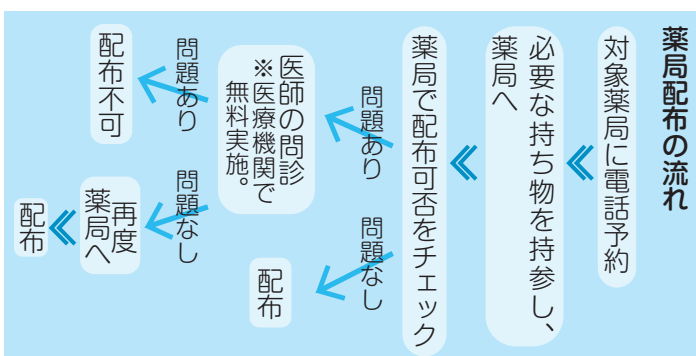 薬局配布の流れ
対象薬局に電話予約
必要な持ち物を持参し、
薬局へ
薬局で配布可否をチェック
問題あり
問題なし
医師の問診
※医療機関で
無料実施。
配布
問題あり
問題なし
配布不可
再度
薬局へ
配布